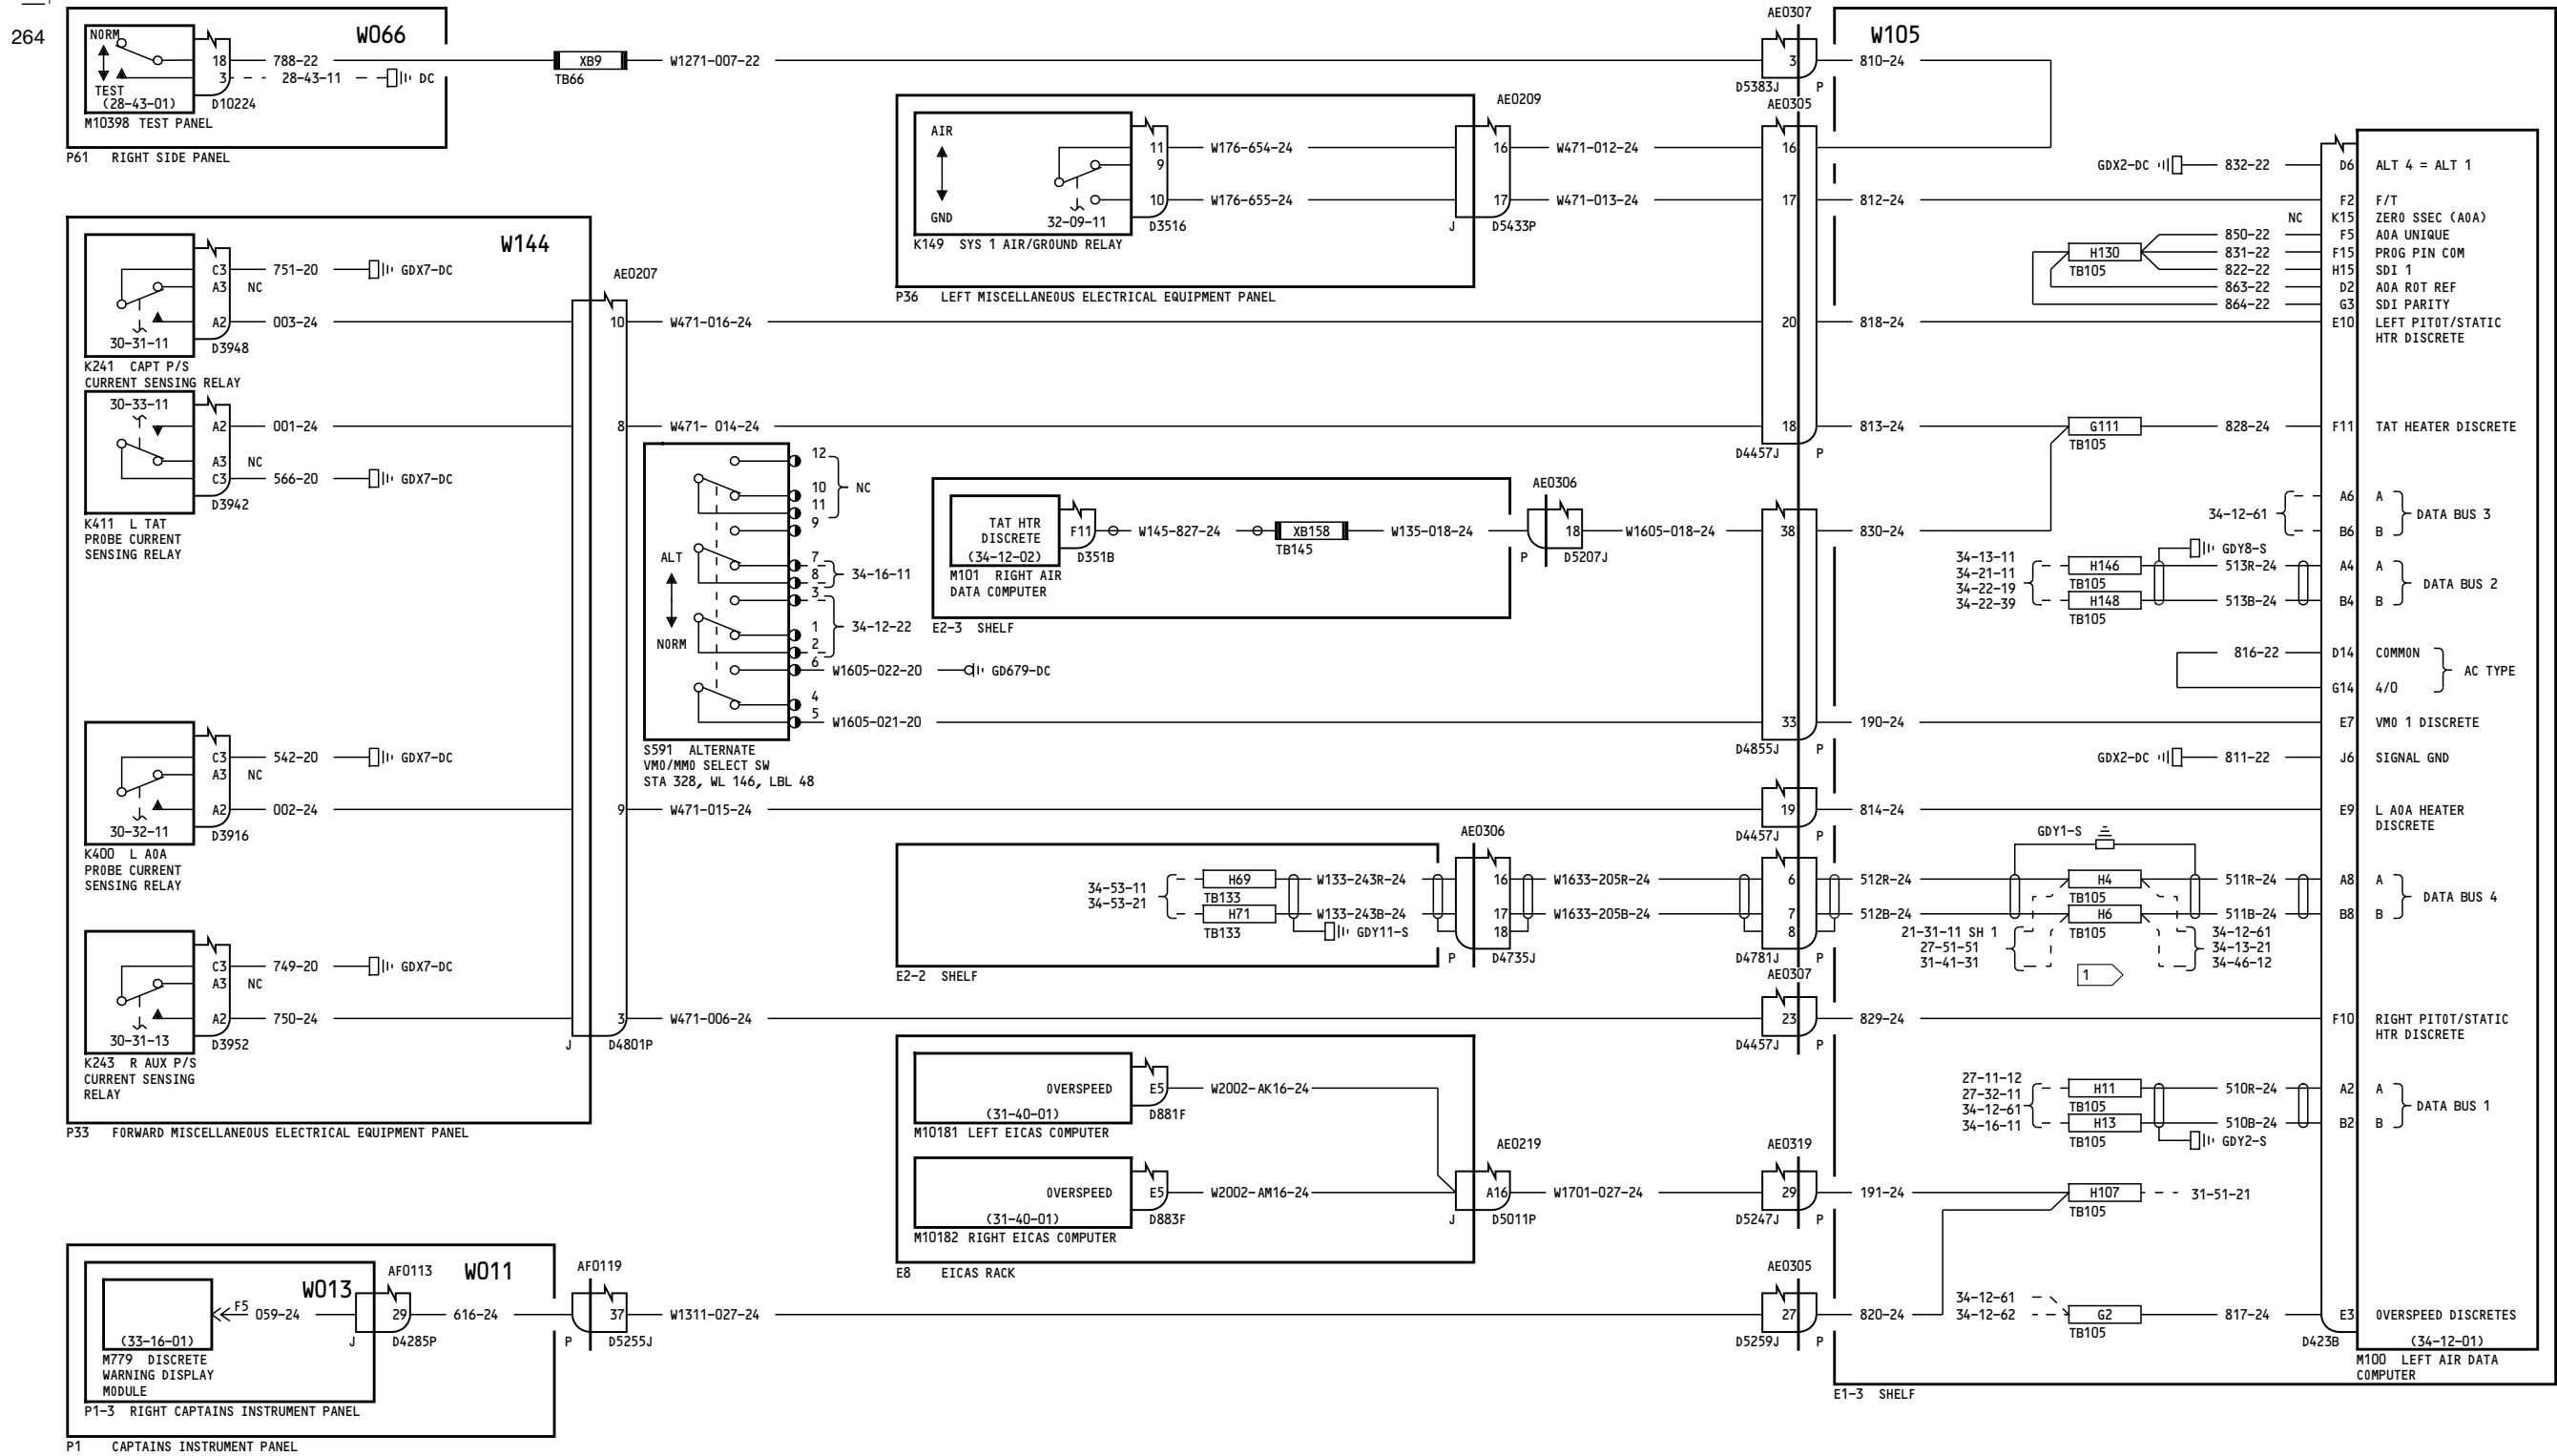 264
NORM
TEST
(28-43-01)
M10398 TEST PANEL
18
3
D10224
W066
788-22
28-43-11
DC
P61 RIGHT SIDE PANEL
XB9
TB66
W1271-007-22
AE0307
3
D5383J
P
W105
810-24
AIR
GND
32-09-11
K149 SYS 1 AIR/GROUND RELAY
11
9
10
D3516
W176-654-24
W176-655-24
AE0209
16
17
J
D5433P
W471-012-24
W471-013-24
P36 LEFT MISCELLANEOUS ELECTRICAL EQUIPMENT PANEL
AE0305
16
17
20
18
D4457J
P
812-24
818-24
813-24
W144
30-31-11
K241 CAPT P/S
CURRENT SENSING RELAY
C3
A3
A2
D3948
751-20
GDX7-DC
NC
003-24
30-33-11
K411 L TAT
PROBE CURRENT
SENSING RELAY
A2
A3
C3
D3942
001-24
NC
566-20
GDX7-DC
30-32-11
K400 L AOA
PROBE CURRENT
SENSING RELAY
C3
A3
A2
D3916
542-20
GDX7-DC
NC
002-24
30-31-13
K243 R AUX P/S
CURRENT SENSING
RELAY
C3
A3
A2
D3952
749-20
GDX7-DC
NC
750-24
P33 FORWARD MISCELLANEOUS ELECTRICAL EQUIPMENT PANEL
AE0207
10
8
9
3
J
D4801P
W471-016-24
W471- 014-24
W471-015-24
W471-006-24
ALT
NORM
12
10
11
9
7
8
3
1
2
6
4
5
NC
34-16-11
34-12-22
W1605-022-20
GD679-DC
W1605-021-20
S591 ALTERNATE
VMO/MMO SELECT SW
STA 328, WL 146, LBL 48
TAT HTR
DISCRETE
(34-12-02)
M101 RIGHT AIR
DATA COMPUTER
F11
D351B
W145-827-24
XB158
TB145
W135-018-24
AE0306
18
P
D5207J
W1605-018-24
E2-3 SHELF
38
33
D4855J
P
830-24
190-24
19
D4457J
P
814-24
34-53-11
34-53-21
H69
TB133
H71
TB133
W133-243R-24
W133-243B-24
GDY11-S
E2-2 SHELF
AE0306
16
17
18
P
D4735J
W1633-205R-24
W1633-205B-24
6
7
8
D4781J
P
512R-24
512B-24
AE0307
23
D4457J
P
829-24
OVERSPEED
(31-40-01)
M10181 LEFT EICAS COMPUTER
E5
D881F
W2002-AK16-24
OVERSPEED
(31-40-01)
M10182 RIGHT EICAS COMPUTER
E5
D883F
W2002-AM16-24
E8 EICAS RACK
AE0219
A16
J
D5011P
W1701-027-24
AE0319
29
D5247J
P
191-24
W013
W011
(33-16-01)
M779 DISCRETE
WARNING DISPLAY
MODULE
F5
059-24
AF0113
29
J
D4285P
616-24
P1-3 RIGHT CAPTAINS INSTRUMENT PANEL
P1 CAPTAINS INSTRUMENT PANEL
AF0119
37
P
D5255J
W1311-027-24
AE0305
27
D5259J
P
820-24
GDX2-DC
832-22
D6
ALT 4 = ALT 1
F2
F/T
NC
K15
ZERO SSEC (AOA)
850-22
F5
AOA UNIQUE
H130
TB105
831-22
F15
PROG PIN COM
822-22
H15
SDI 1
863-22
D2
AOA ROT REF
864-22
G3
SDI PARITY
E10
LEFT PITOT/STATIC
HTR DISCRETE
G111
TB105
828-24
F11
TAT HEATER DISCRETE
34-12-61
A6
A
B6
B
DATA BUS 3
34-13-11
34-21-11
34-22-19
34-22-39
H146
TB105
H148
TB105
GDY8-S
513R-24
513B-24
A4
A
B4
B
DATA BUS 2
816-22
D14
COMMON
G14
4/0
AC TYPE
E7
VMO 1 DISCRETE
GDX2-DC
811-22
J6
SIGNAL GND
E9
L AOA HEATER
DISCRETE
GDY1-S
H4
TB105
H6
TB105
511R-24
511B-24
A8
A
B8
B
DATA BUS 4
21-31-11 SH 1
27-51-51
31-41-31
34-12-61
34-13-21
34-46-12
1
F10
RIGHT PITOT/STATIC
HTR DISCRETE
27-11-12
27-32-11
34-12-61
34-16-11
H11
TB105
H13
TB105
510R-24
510B-24
GDY2-S
A2
A
B2
B
DATA BUS 1
H107
TB105
31-51-21
34-12-61
34-12-62
G2
TB105
817-24
E3
OVERSPEED DISCRETES
D423B
(34-12-01)
M100 LEFT AIR DATA
COMPUTER
E1-3 SHELF